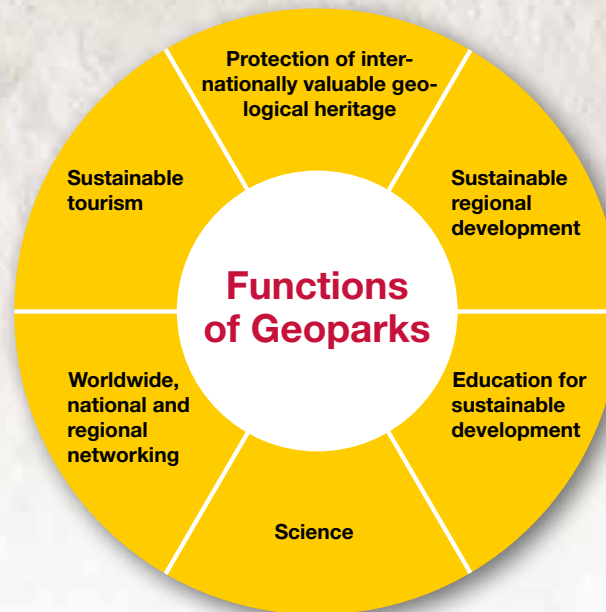 Protection of inter-
nationally valuable geo-
logical heritage
Sustainable
regional
development
Education for
sustainable
development
Science
Worldwide,
national and
regional
networking
Sustainable
tourism
Functions
of Geoparks